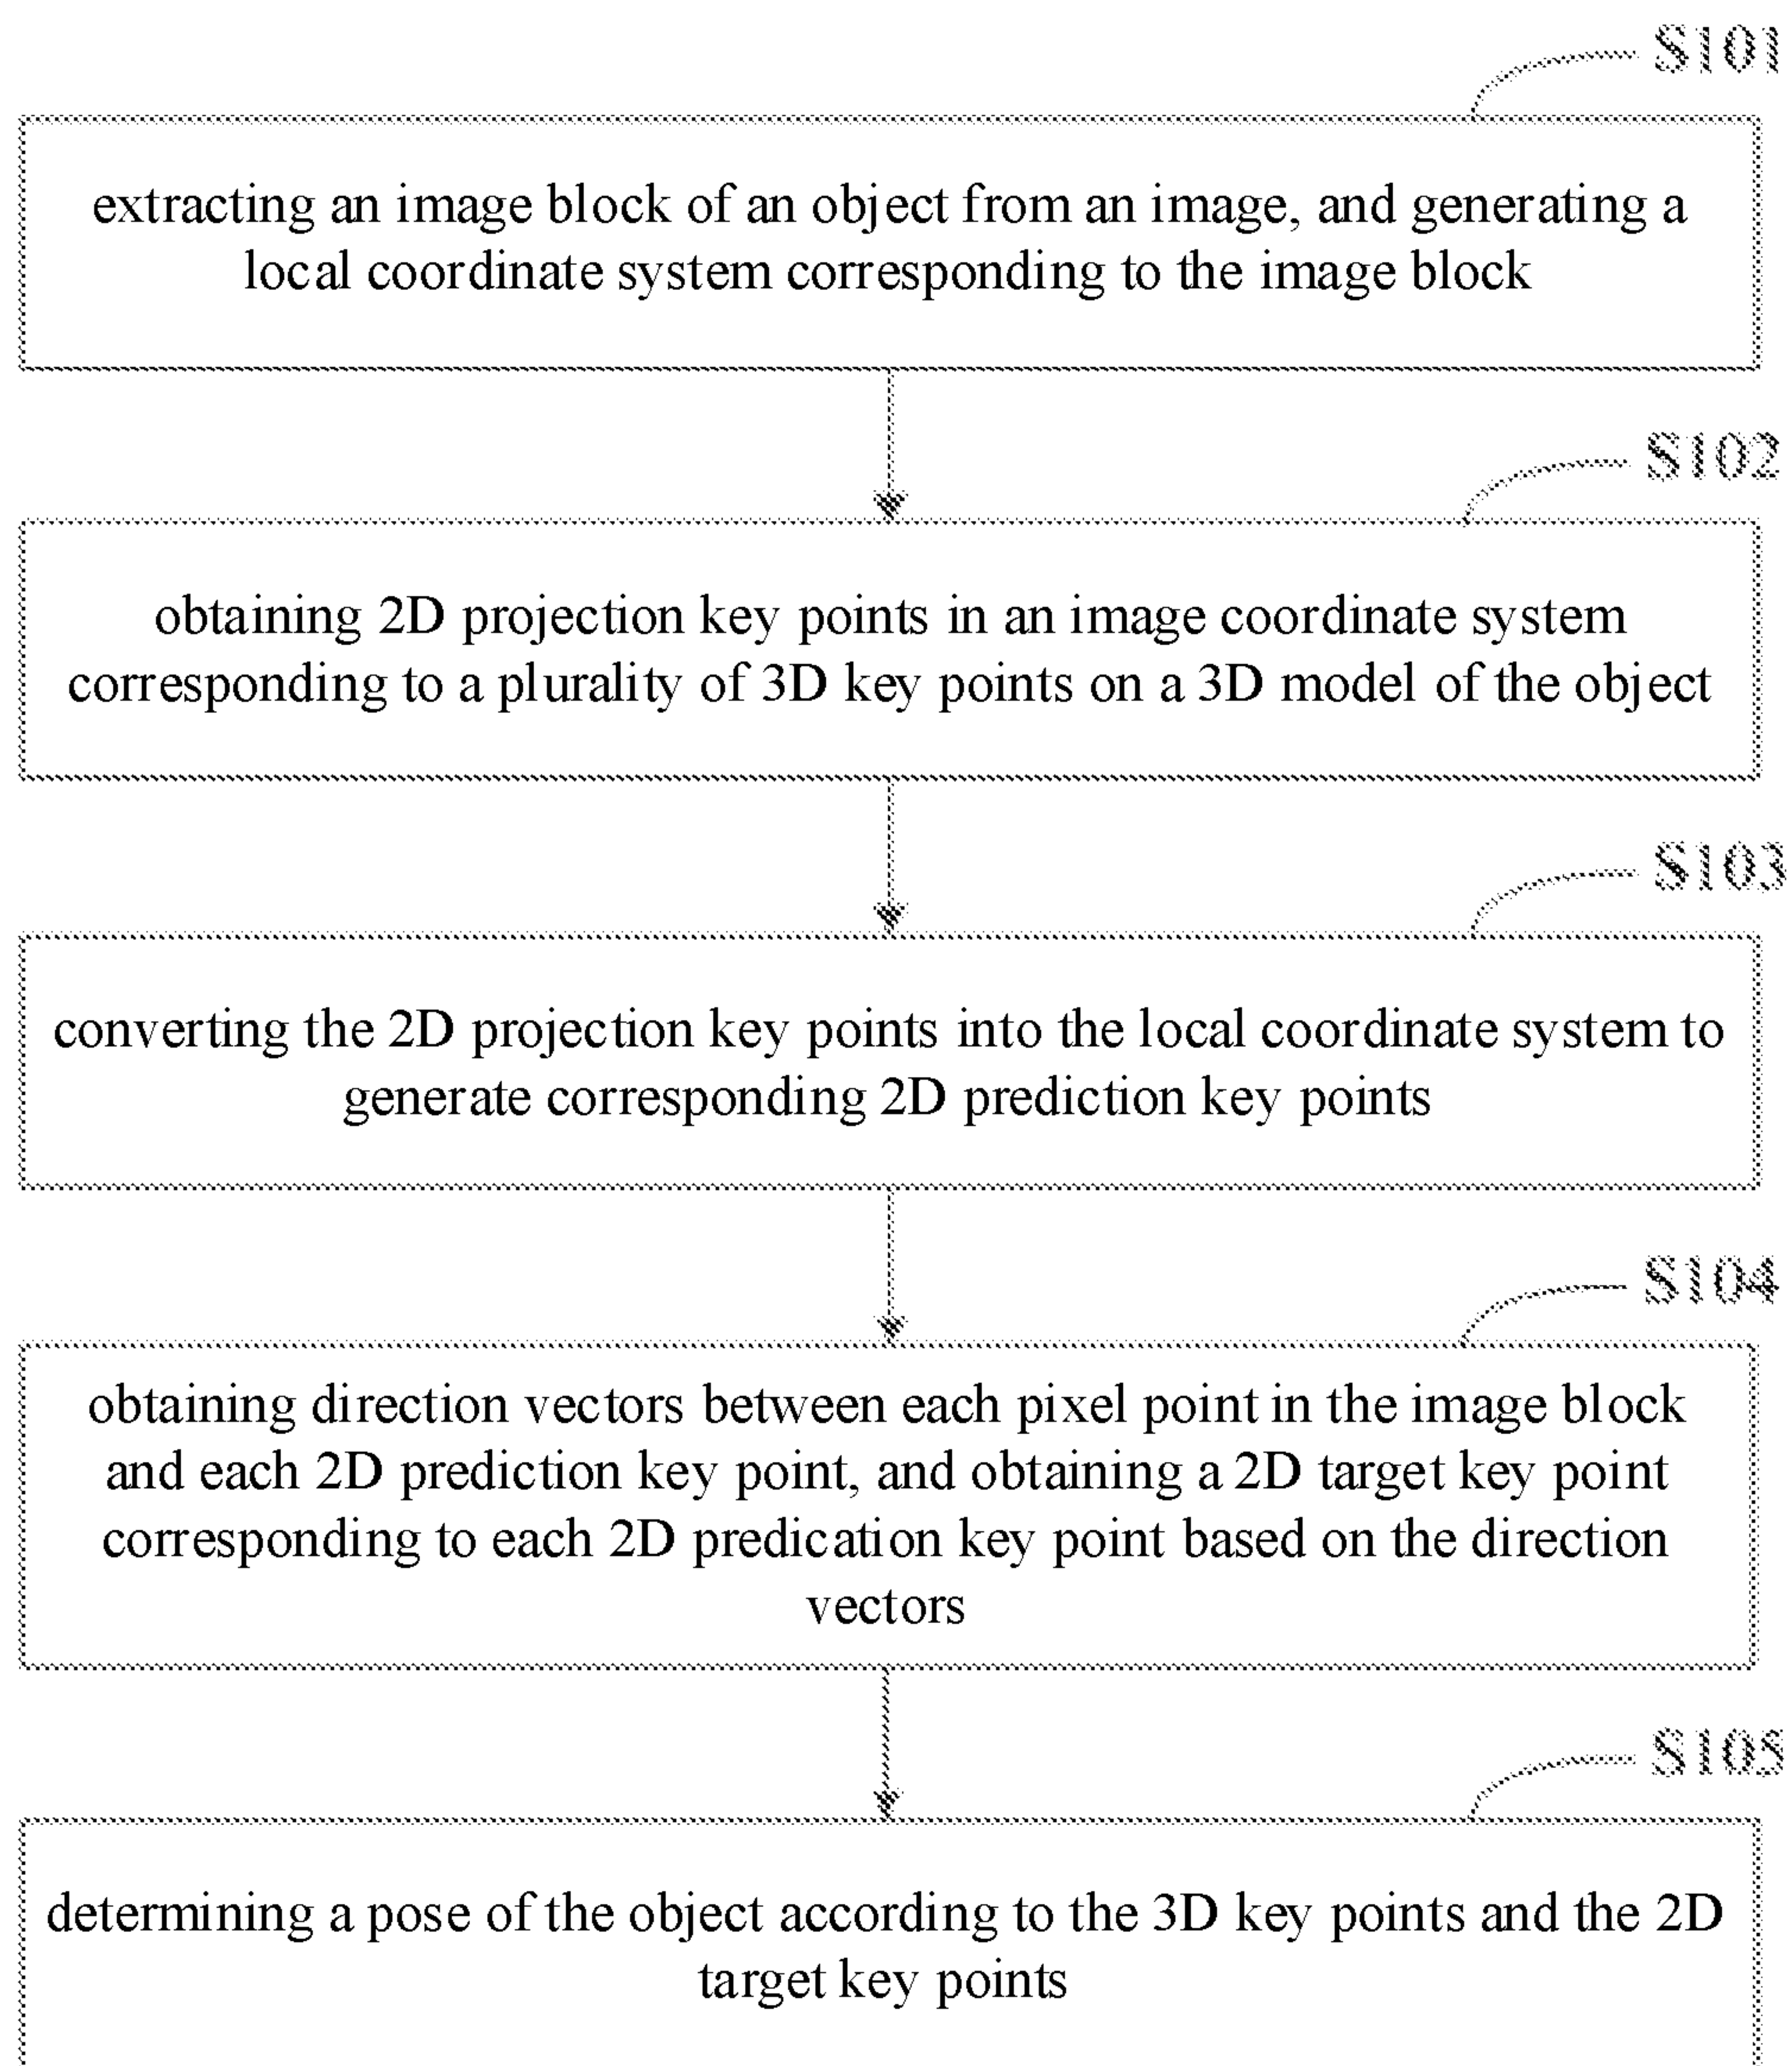 S101
extracting an image block of an object from an image, and generating a
local coordinate system corresponding to the image block
S102
obtaining 2D projection key points in an image coordinate system
corresponding to a plurality of 3D key points on a 3D model of the object
S103
converting the 2D projection key points into the local coordinate system to
generate corresponding 2D prediction key points
S104
obtaining direction vectors between each pixel point in the image block
and each 2D prediction key point, and obtaining a 2D target key point
corresponding to each 2D predication key point based on the direction
vectors
S105
determining a pose of the object according to the 3D key points and the 2D
target key points